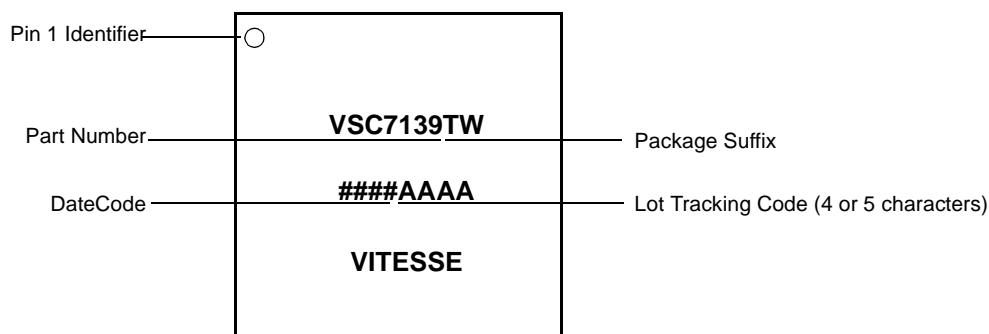 Pin 1 Identifier
VSC7139TW
Part Number
Package Suffix
####AAAA
DateCode
Lot Tracking Code (4 or 5 characters)
VITESSE